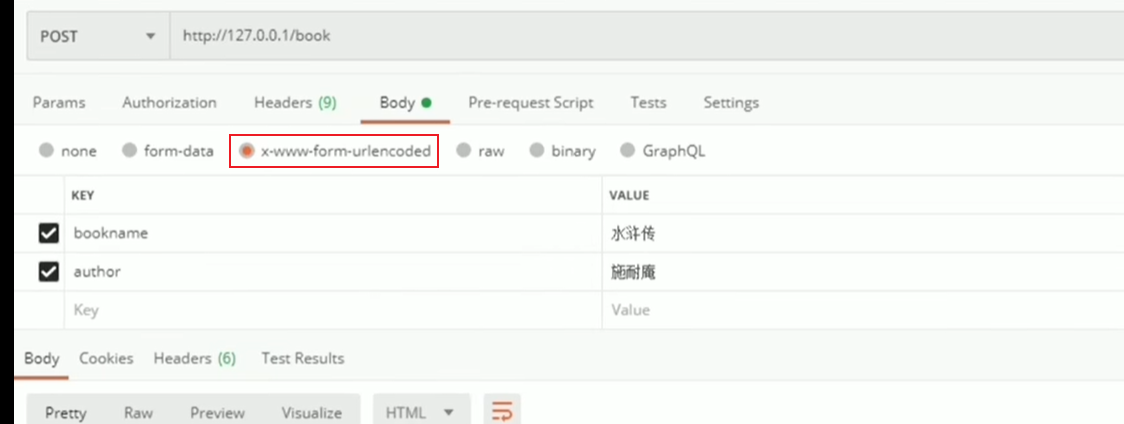 POST http://127.0.0.1/book
Params Authorization Headers (9) Body Pre-request Script Tests Settings
none form-data x-www-form-urlencoded raw binary GraphQL
KEY VALUE
bookname 水浒传
author 施耐庵
Key Value
Body Cookies Headers (6) Test Results
Pretty Raw Preview Visualize HTML